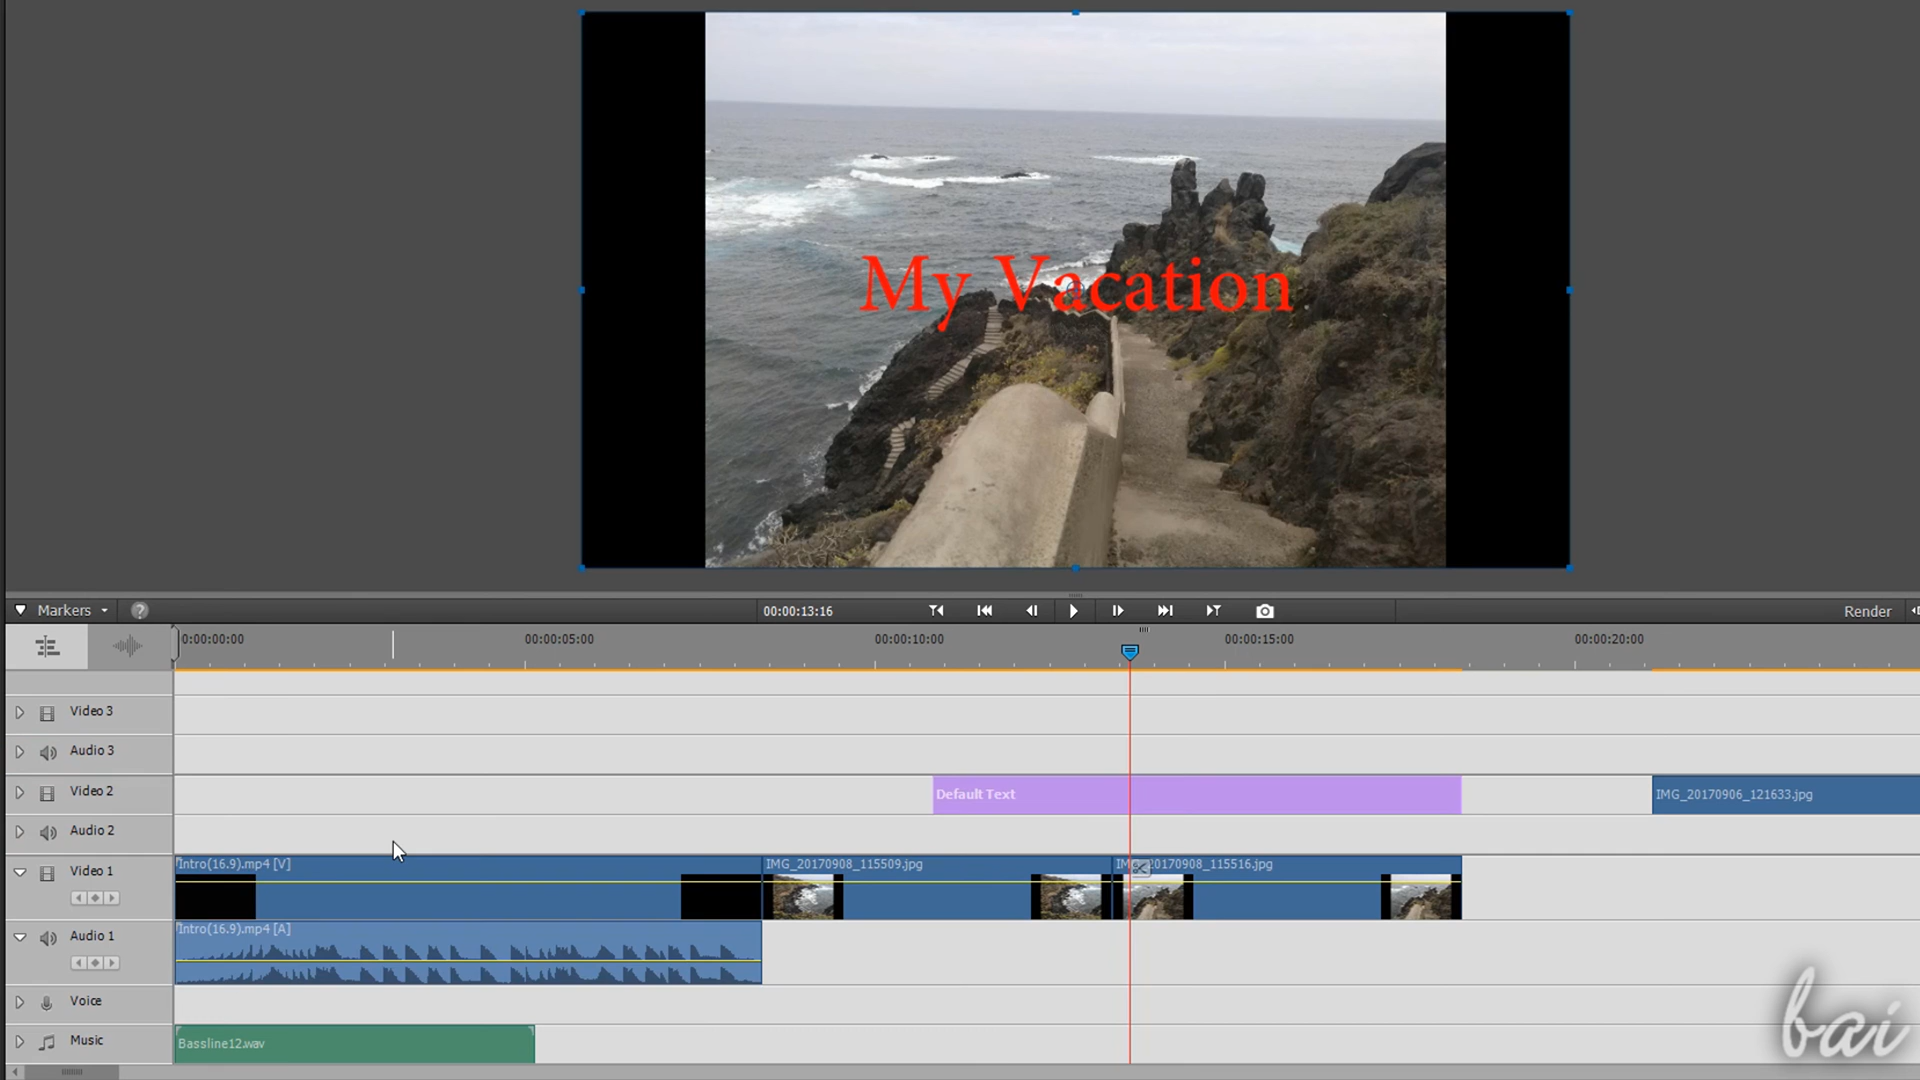 My Vacation
Markers
?
00:00:13:16
Render
0:00:00:00
00:00:05:00
00:00:10:00
00:00:15:00
00:00:20:00
Video 3
Audio 3
Video 2
Default Text
IMG_20170906_121633.jpg
Audio 2
Video 1
Intro(16.9).mp4 [V]
IMG_20170908_115509.jpg
IMG_20170908_115516.jpg
Audio 1
Intro(16.9).mp4 [A]
Voice
Music
Bassline12.wav
bai